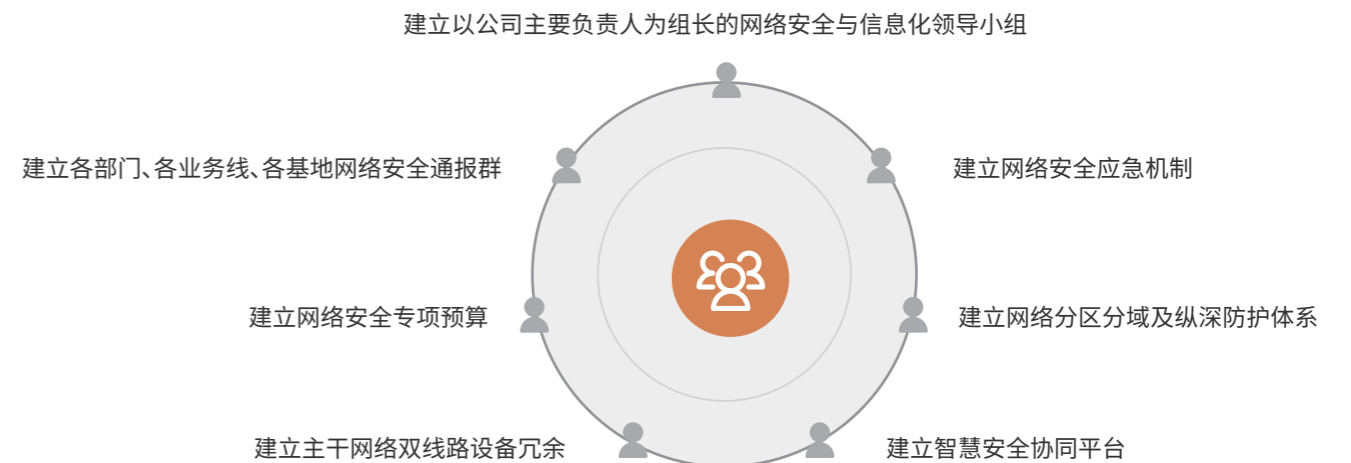 建立以公司主要负责人为组长的网络安全与信息化领导小组
建立各部门、各业务线、各基地网络安全通报群
建立网络安全应急机制
建立网络安全专项预算
建立网络分区分域及纵深防护体系
建立主干网络双线路设备冗余
建立智慧安全协同平台